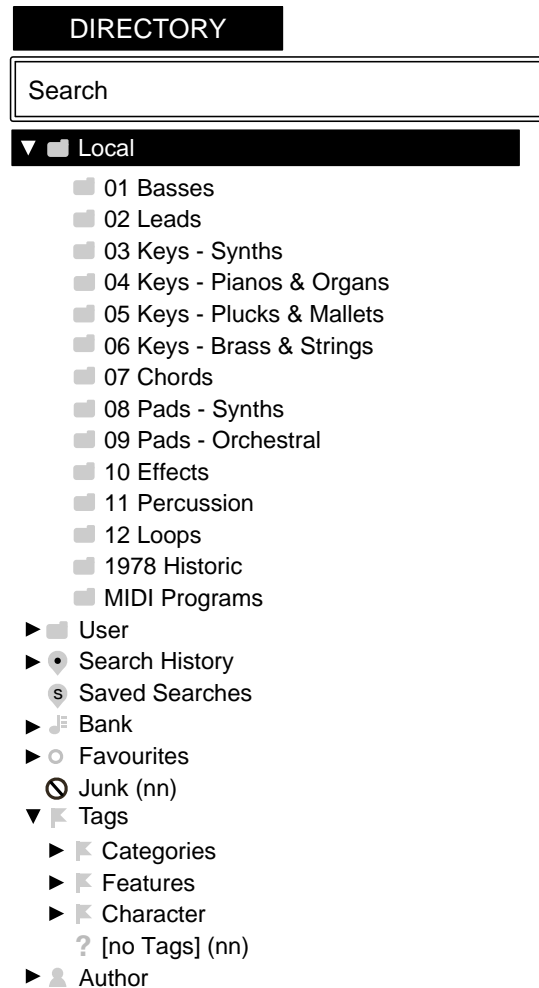 DIRECTORY
Search
Local
01 Basses
02 Leads
03 Keys - Synths
04 Keys - Pianos & Organs
05 Keys - Plucks & Mallets
06 Keys - Brass & Strings
07 Chords
08 Pads - Synths
09 Pads - Orchestral
10 Effects
11 Percussion
12 Loops
1978 Historic
MIDI Programs
User
Search History
S Saved Searches
Bank
Favourites
Junk (nn)
Tags
Categories
Features
Character
? [no Tags] (nn)
Author